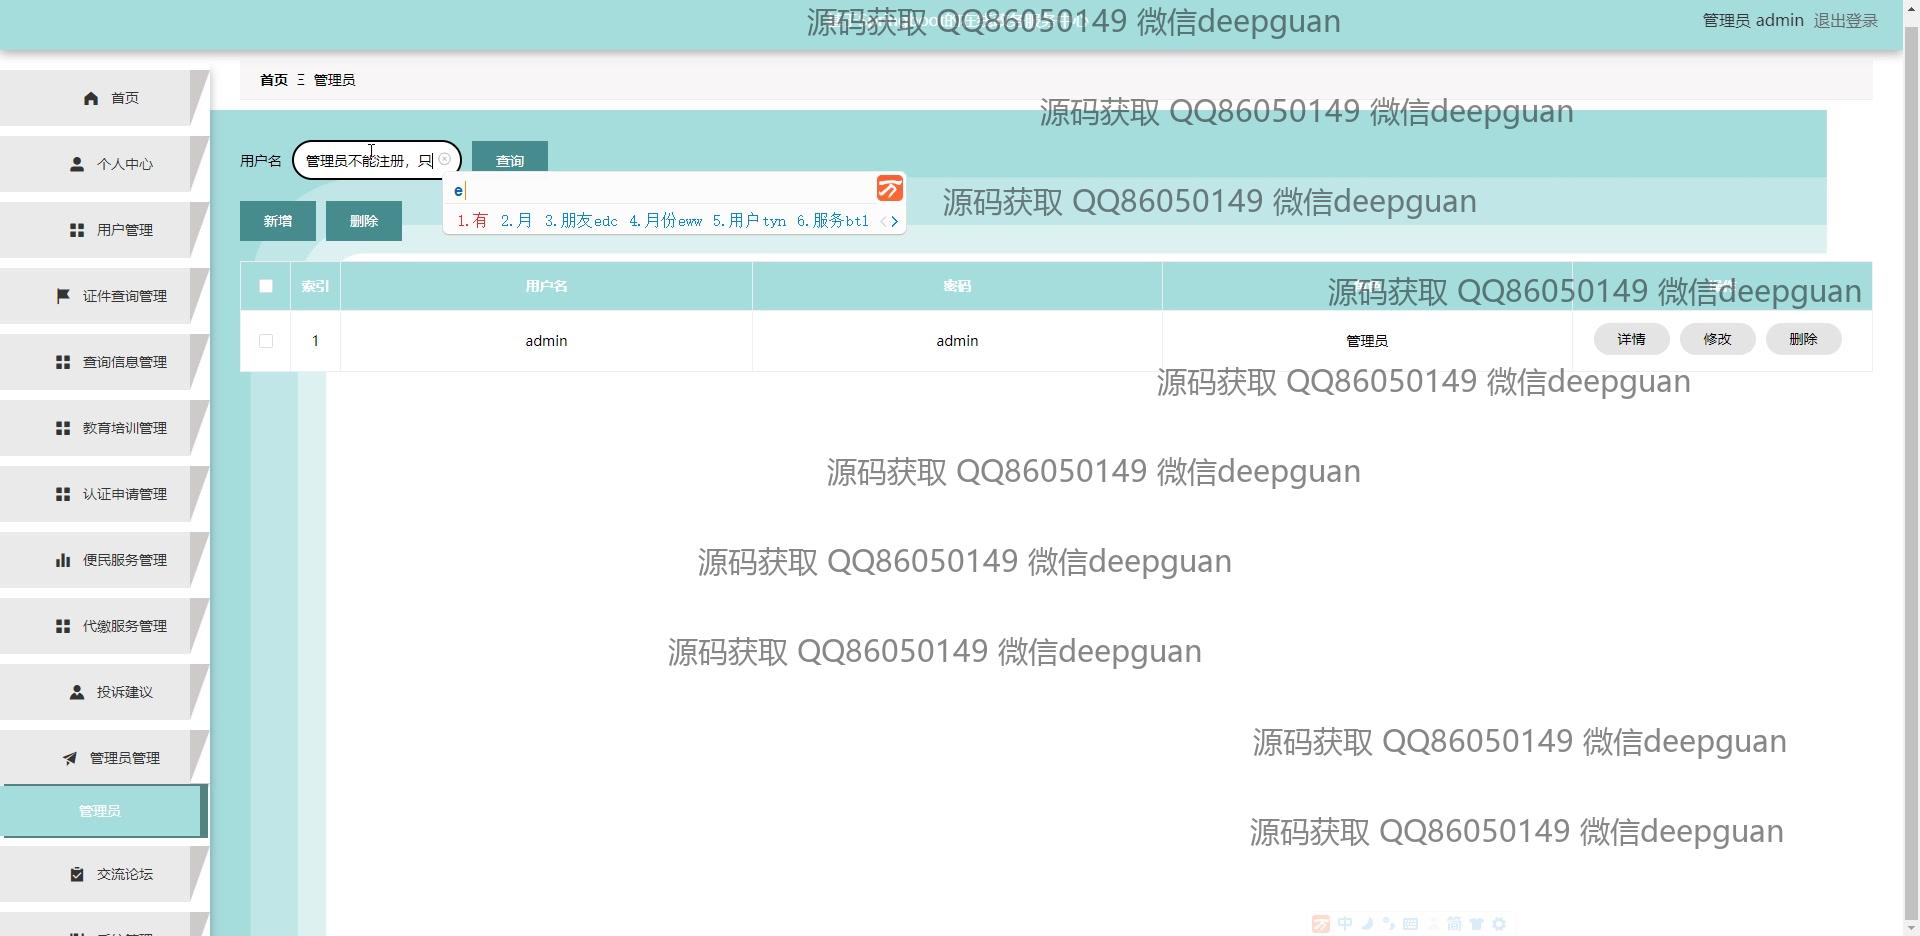 源码获取 QQ86050149 微信deepguan
管理员 admin 退出登录
首页 Ξ 管理员
源码获取 QQ86050149 微信deepguan
用户名 管理员不能注册，只 查询
e
1.有 2.月 3.朋友edc 4.月份eww 5.用户tyn 6.服务btl
源码获取 QQ86050149 微信deepguan
新增 删除
索引 用户名 密码
源码获取 QQ86050149 微信deepguan
1 admin admin 管理员 详情 修改 删除
源码获取 QQ86050149 微信deepguan
源码获取 QQ86050149 微信deepguan
源码获取 QQ86050149 微信deepguan
源码获取 QQ86050149 微信deepguan
源码获取 QQ86050149 微信deepguan
源码获取 QQ86050149 微信deepguan
首页
个人中心
用户管理
证件查询管理
查询信息管理
教育培训管理
认证申请管理
便民服务管理
代缴服务管理
投诉建议
管理员管理
管理员
交流论坛
中 简